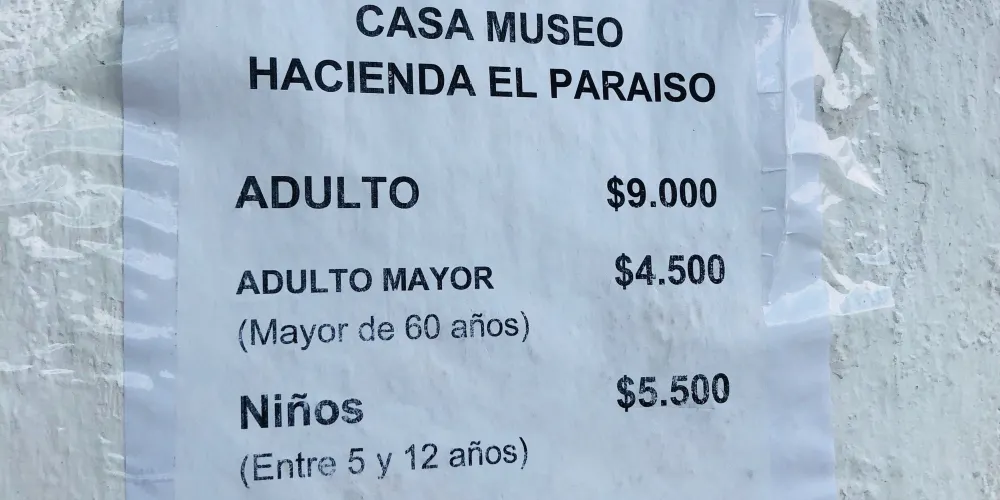 CASA MUSEO
HACIENDA EL PARAISO
ADULTO $9.000
ADULTO MAYOR $4.500
(Mayor de 60 años)
Niños $5.500
(Entre 5 y 12 años)